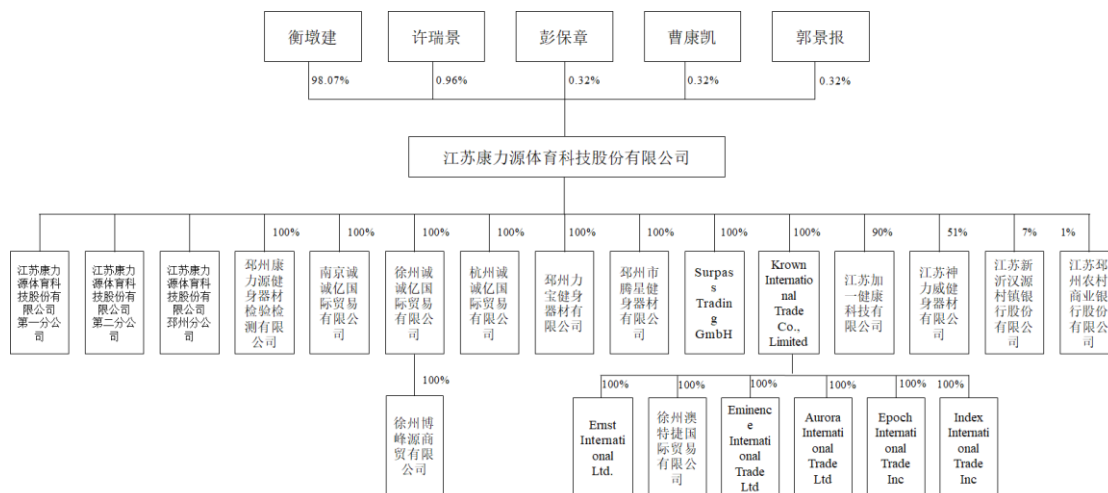 衡墩建
许瑞景
彭保章
曹康凯
郭景报
98.07%
0.96%
0.32%
0.32%
0.32%
江苏康力源体育科技股份有限公司
100%
100%
100%
100%
100%
100%
100%
100%
90%
51%
7%
1%
江苏康力
源体育科
技股份有
限公司
第一分公
司
江苏康力
源体育科
技股份有
限公司
第二分公
司
江苏康力
源体育科
技股份有
限公司
邳州分公
司
邳州康
力源健
身器材
检验检
测有限
公司
南京诚
诚亿国
际贸易
有限公
司
徐州诚
诚亿国
际贸易
有限公
司
杭州诚
诚亿国
际贸易
有限公
司
邳州力
宝健身
器材有
限公司
邳州市
腾星健
身器材
有限公
司
Surpas
s
Tradin
g
GmbH
Krown
Internatio
nal
Trade
Co.,
Limited
江苏加
一健康
科技有
限公司
江苏神
力威健
身器材
有限公
司
江苏新
沂汉源
村镇银
行股份
有限公
司
江苏邳
州农村
商业银
行股份
有限公
司
100%
100%
100%
100%
100%
100%
100%
徐州博
峰源商
贸有限
公司
Ernst
Internati
onal
Ltd.
徐州澳
特捷国
际贸易
有限公
司
Eminenc
e
Internati
onal
Trade
Ltd
Aurora
Internati
onal
Trade
Ltd
Epoch
Internati
onal
Trade
Inc
Index
Internati
onal
Trade
Inc